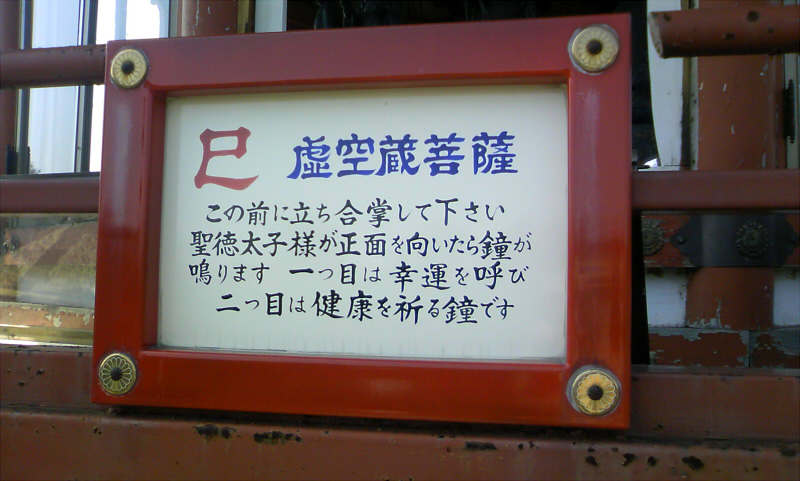 巳 虚空蔵菩薩
この前に立ち合掌して下さい
聖徳太子様が正面を向いたら鐘が
鳴ります 一つ目は幸運を呼び
二つ目は健康を祈る鐘です